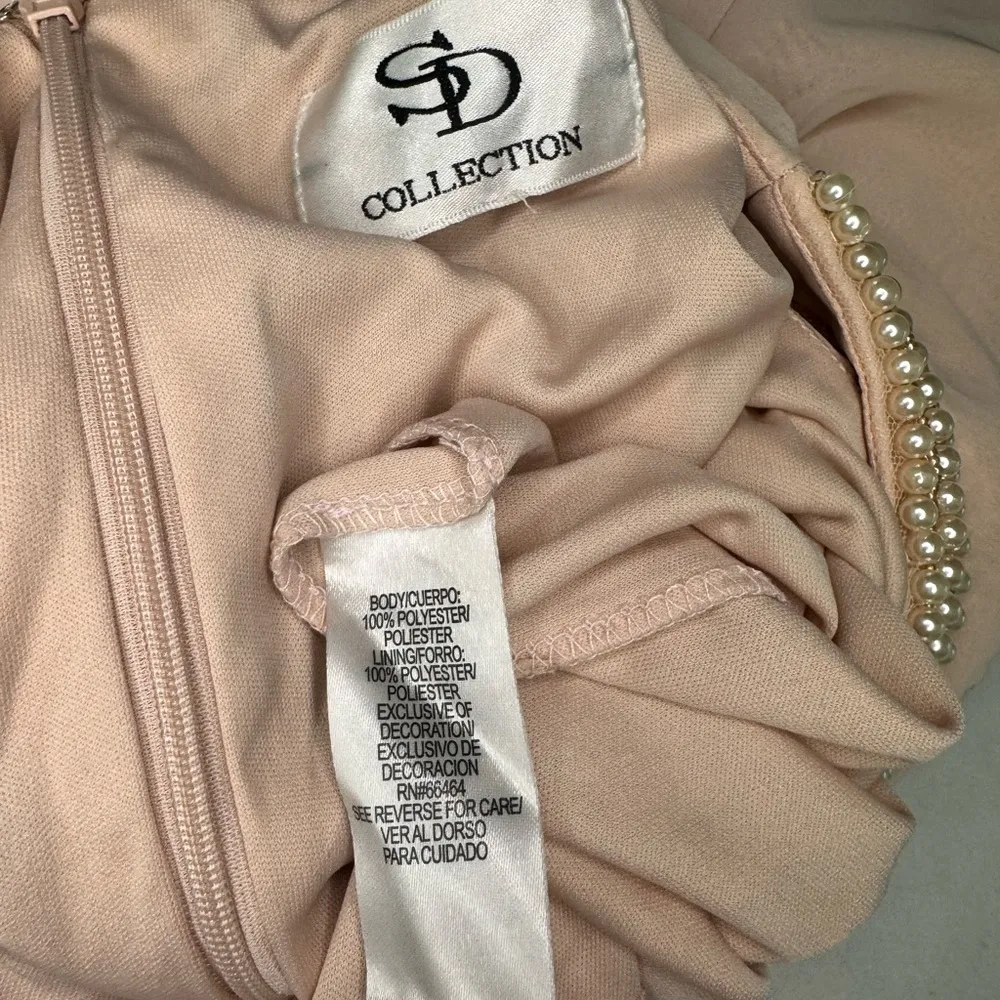 SD
COLLECTION
BODY/CUERPO:
100% POLYESTER/
POLIESTER
LINING/FORRO:
100% POLYESTER/
POLIESTER
EXCLUSIVE OF
DECORATION/
EXCLUSIVO DE
DECORACION
RN#66464
SEE REVERSE FOR CARE/
VER AL DORSO
PARA CUIDADO